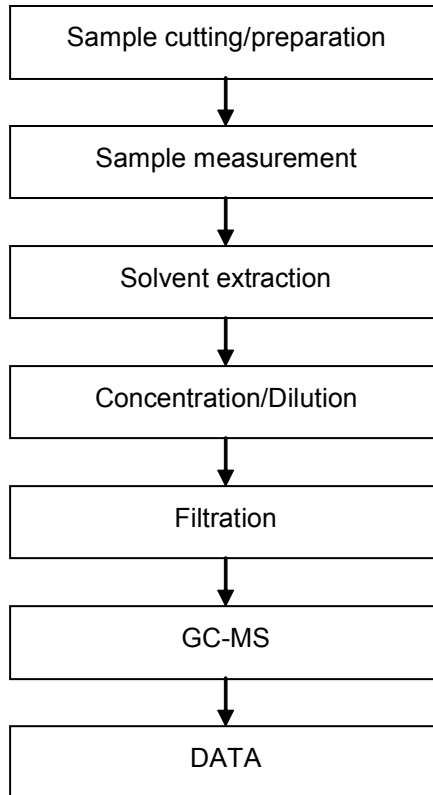 Sample cutting/preparation
Sample measurement
Solvent extraction
Concentration/Dilution
Filtration
GC-MS
DATA